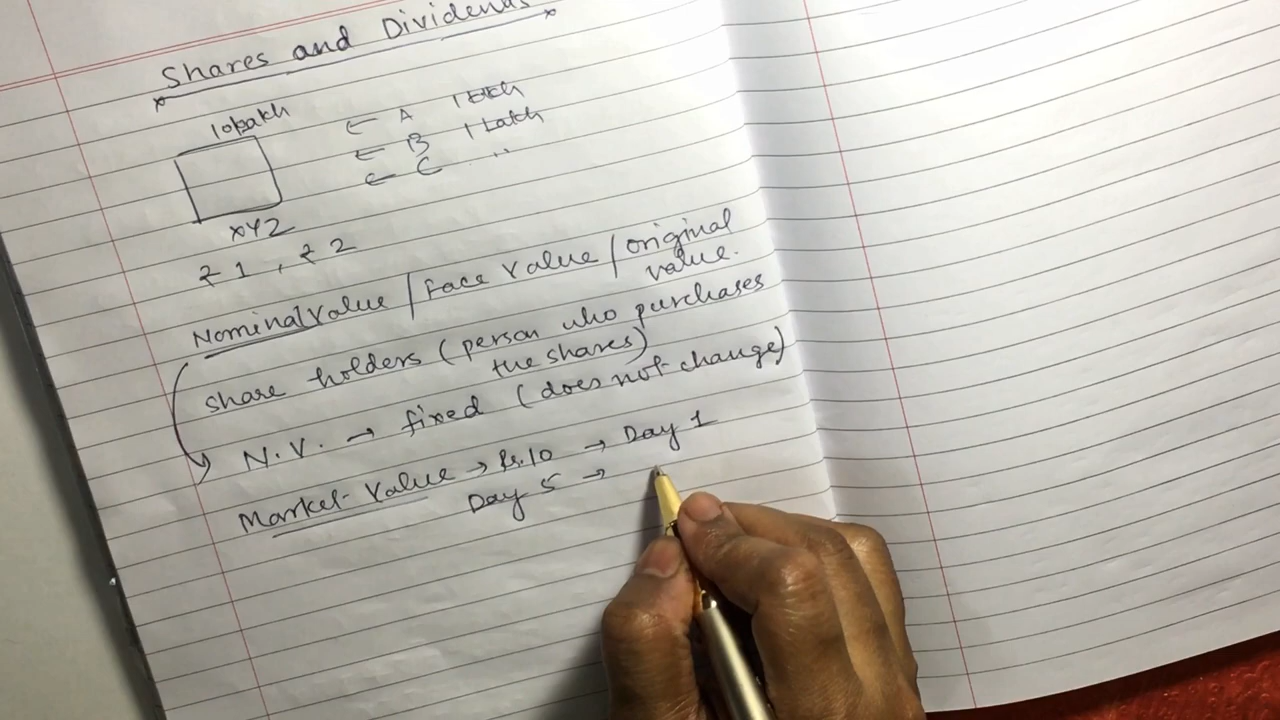 Shares and Dividends
10 Lakh
← A 1 Lakh
← B 1 Lakh
← C "
XYZ
₹ 1 , ₹ 2
Nominal Value / Face Value / original value.
share holders (person who purchases the shares)
N.V. → fixed (does not change)
Market Value → Rs.10 → Day 1
Day 5 →